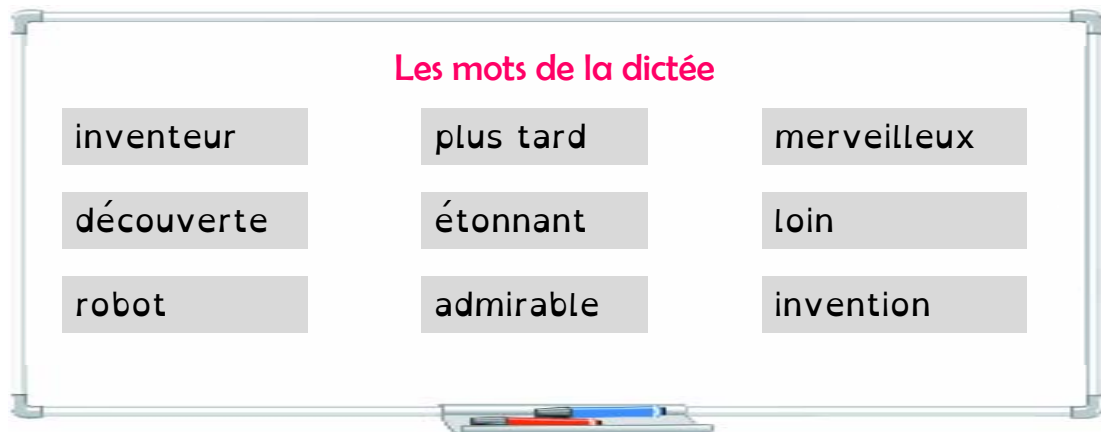 Les mots de la dictée
inventeur plus tard merveilleux
découverte étonnant loin
robot admirable invention